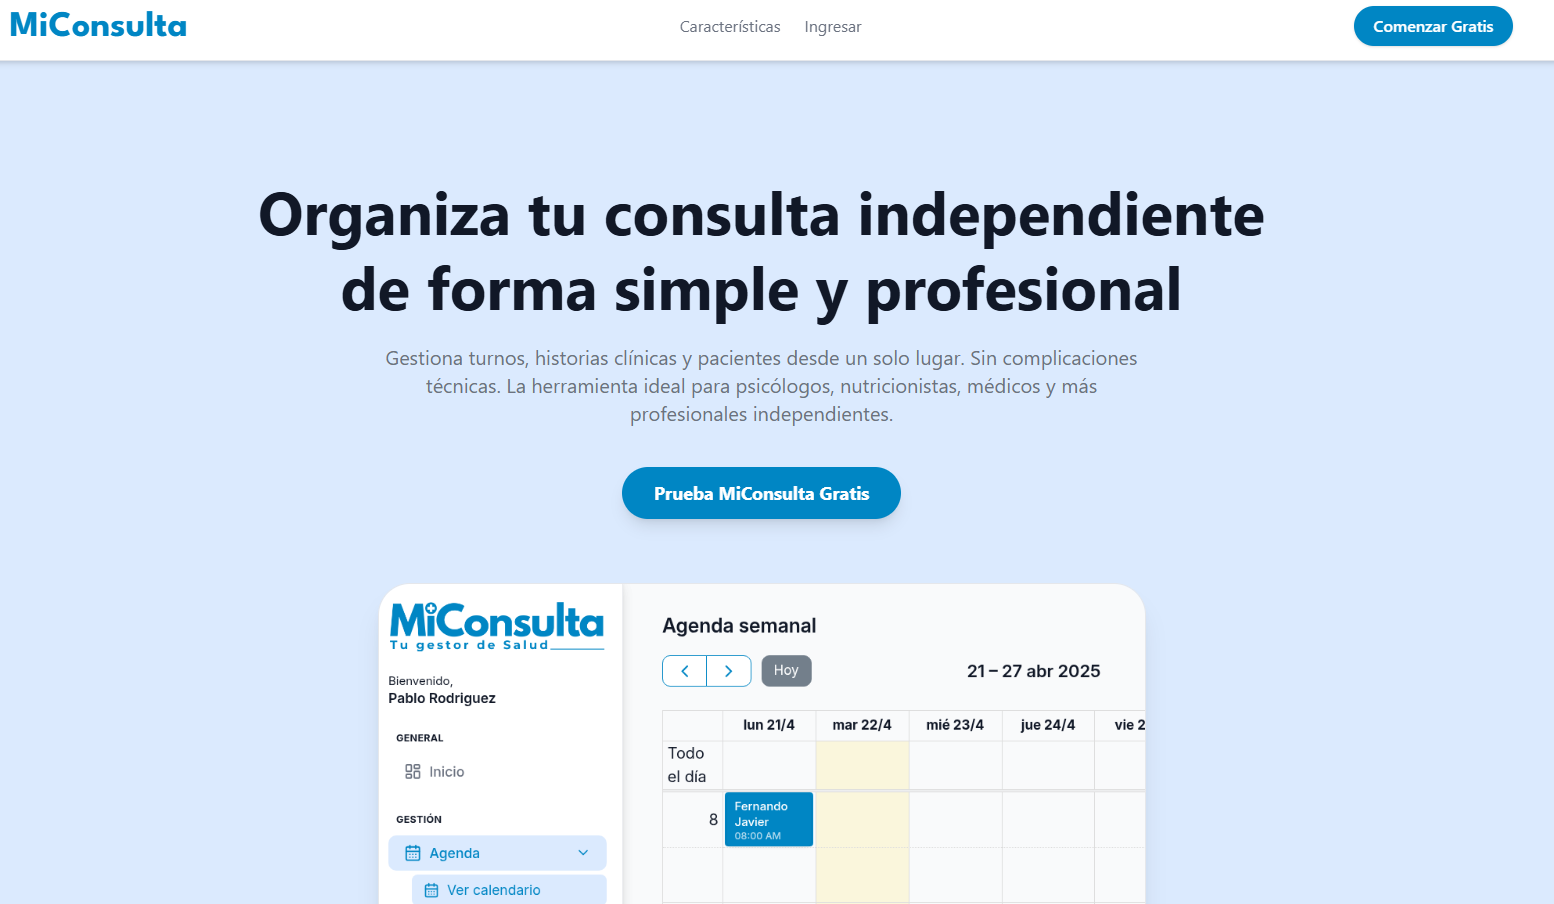 MiConsulta
Características
Ingresar
Comenzar Gratis
Organiza tu consulta independiente
de forma simple y profesional
Gestiona turnos, historias clínicas y pacientes desde un solo lugar. Sin complicaciones
técnicas. La herramienta ideal para psicólogos, nutricionistas, médicos y más
profesionales independientes.
Prueba MiConsulta Gratis
MiConsulta
Tu gestor de Salud
Bienvenido,
Pablo Rodriguez
GENERAL
Inicio
GESTIÓN
Agenda
Ver calendario
Agenda semanal
Hoy
21 – 27 abr 2025
lun 21/4
mar 22/4
mié 23/4
jue 24/4
vie 2
Todo
el día
8
Fernando
Javier
08:00 AM